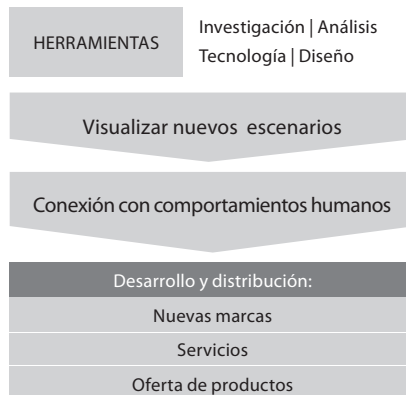 HERRAMIENTAS
Investigación | Análisis
Tecnología | Diseño
Visualizar nuevos escenarios
Conexión con comportamientos humanos
Desarrollo y distribución:
Nuevas marcas
Servicios
Oferta de productos